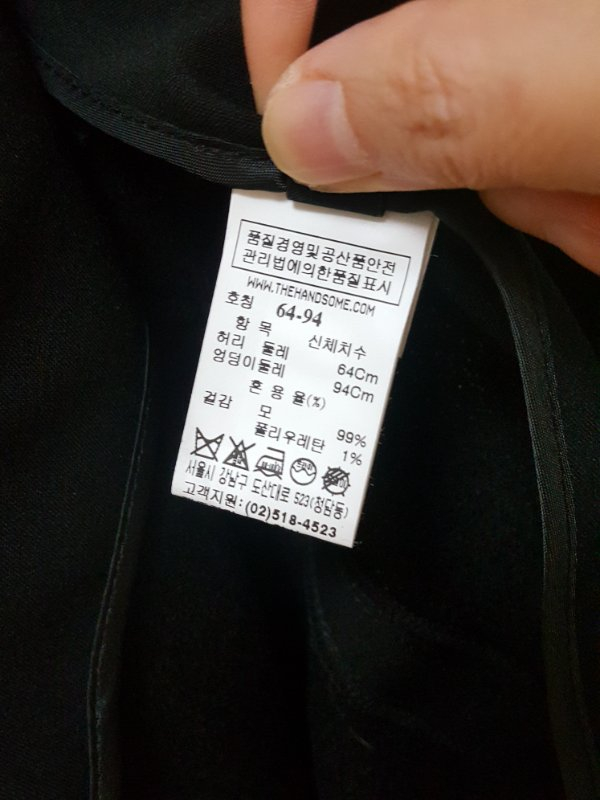 품질경영및공산품안전
관리법에의한품질표시
WWW.THEHANDSOME.COM
호칭 64-94
항 목 신체치수
허리 둘레 64Cm
엉덩이둘레 94Cm
혼 용 율(%)
겉감 모 99%
폴리우레탄 1%
서울시 강남구 도산대로 523(청담동)
고객지원:(02)518-4523